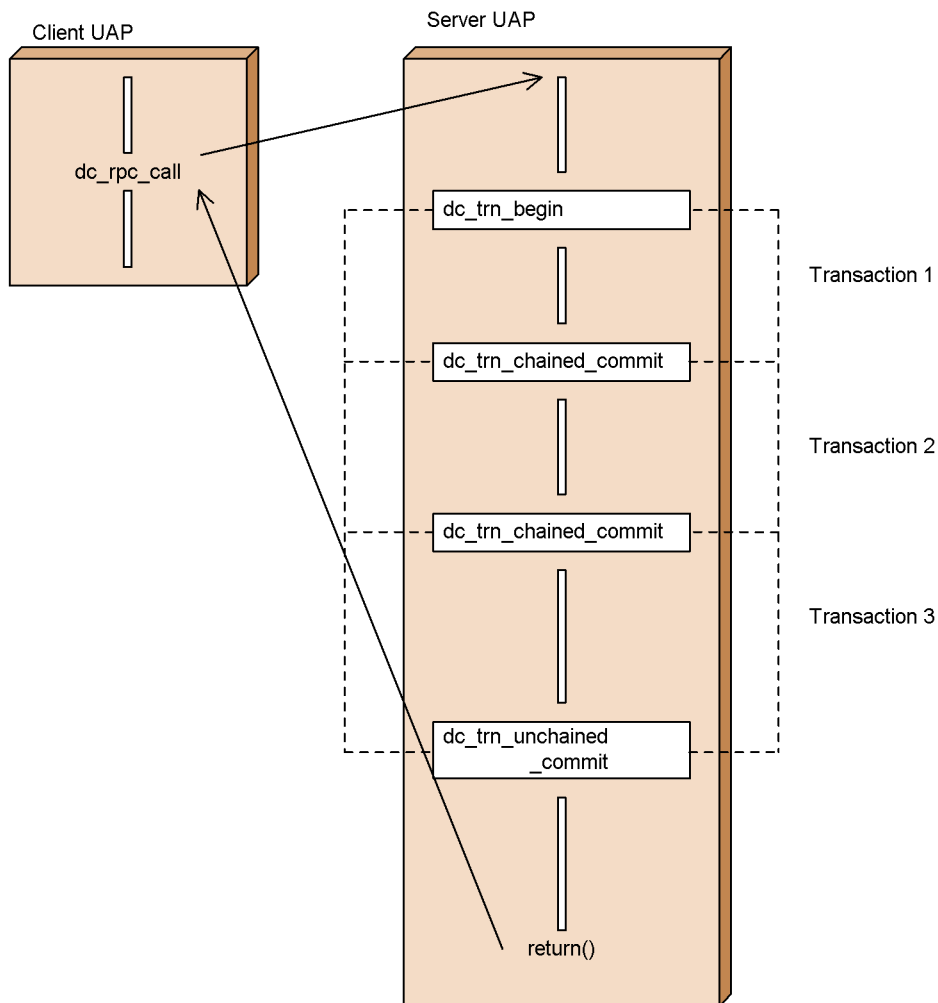 Client UAP
Server UAP
dc_rpc_call
dc_trn_begin
Transaction 1
dc_trn_chained_commit
Transaction 2
dc_trn_chained_commit
Transaction 3
dc_trn_unchained
_commit
return()